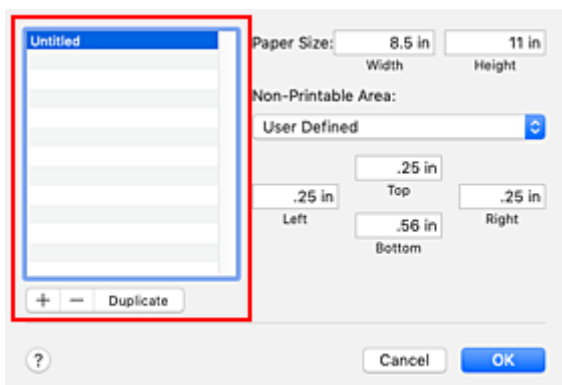 Untitled
Paper Size: 8.5 in 11 in
Width Height
Non-Printable Area:
User Defined
.25 in
Top
.25 in .25 in
Left Right
.56 in
Bottom
+ − Duplicate
? Cancel OK